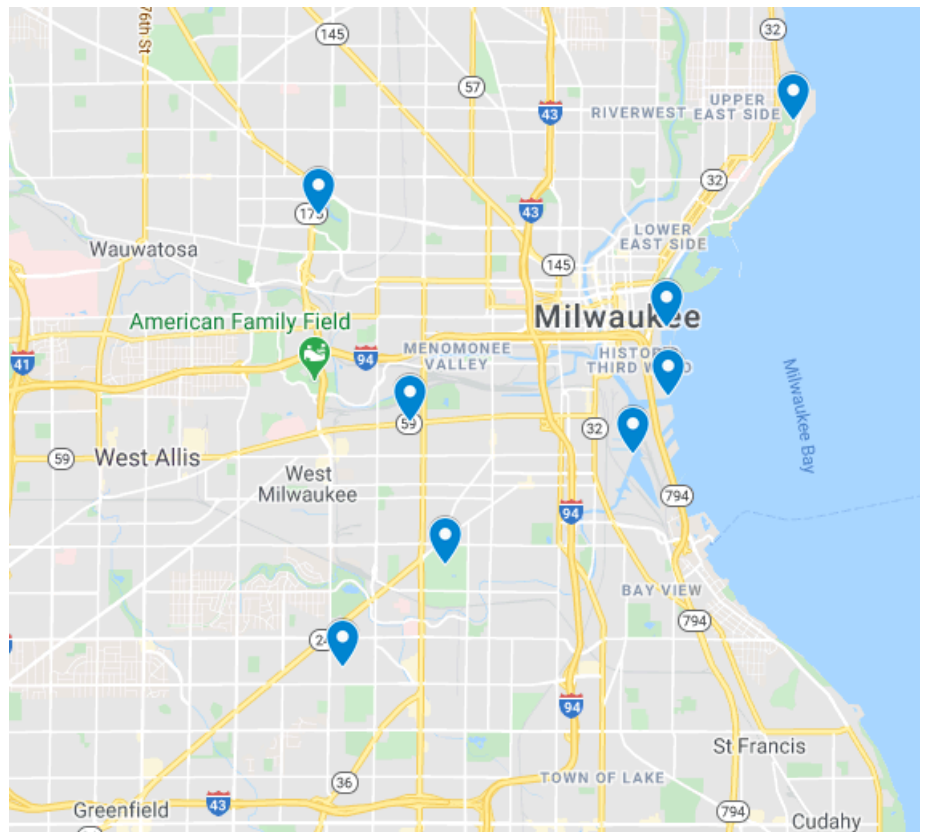 76th St
145
32
57
43
RIVERWEST
UPPER
EAST SIDE
32
175
43
LOWER
EAST SIDE
Wauwatosa
145
American Family Field
Milwaukee
41
94
MENOMONEE
VALLEY
HISTORIC
THIRD WARD
Milwaukee Bay
59
32
59
West Allis
West
Milwaukee
794
94
BAY VIEW
794
24
94
St Francis
36
TOWN OF LAKE
43
Greenfield
794
Cudahy